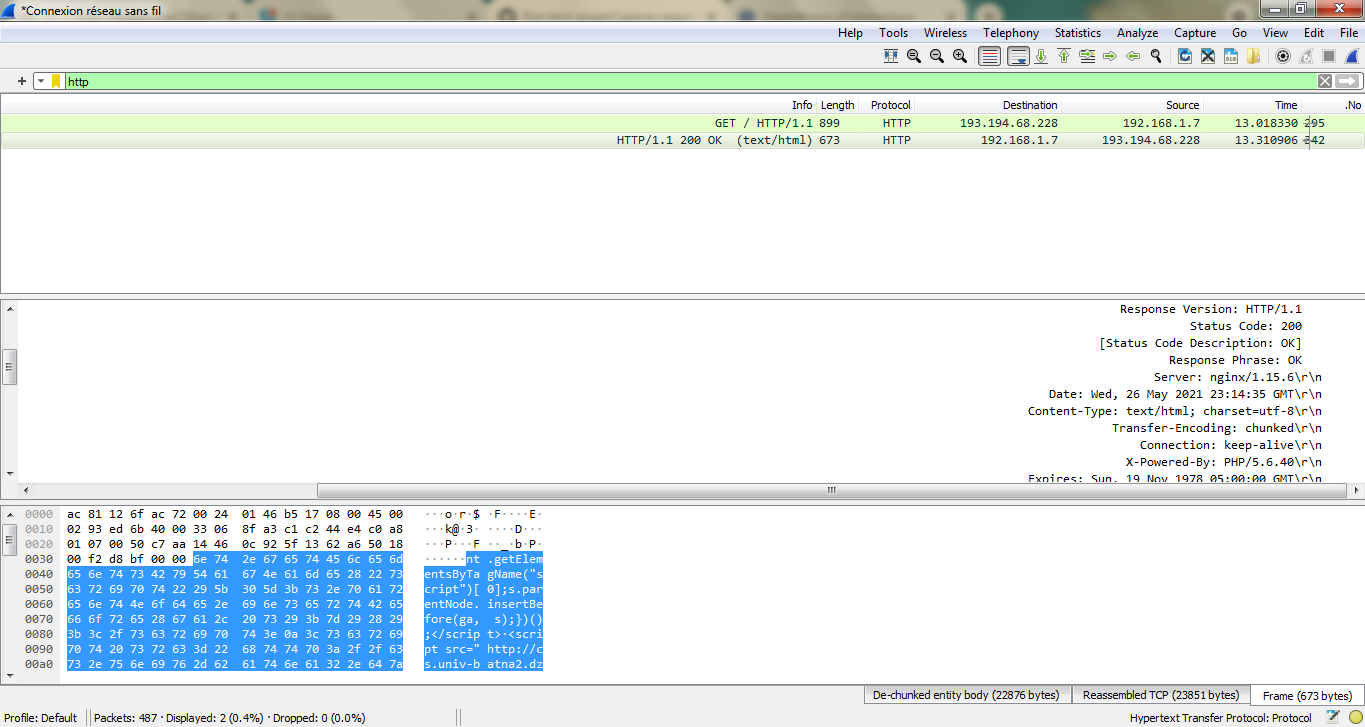 *Connexion réseau sans fil
Help Tools Wireless Telephony Statistics Analyze Capture Go View Edit File
http
Info Length Protocol Destination Source Time .No
GET / HTTP/1.1 899 HTTP 193.194.68.228 192.168.1.7 13.018330 295
HTTP/1.1 200 OK (text/html) 673 HTTP 192.168.1.7 193.194.68.228 13.310906 342
Response Version: HTTP/1.1
Status Code: 200
[Status Code Description: OK]
Response Phrase: OK
Server: nginx/1.15.6\r\n
Date: Wed, 26 May 2021 23:14:35 GMT\r\n
Content-Type: text/html; charset=utf-8\r\n
Transfer-Encoding: chunked\r\n
Connection: keep-alive\r\n
X-Powered-By: PHP/5.6.40\r\n
Expires: Sun, 19 Nov 1978 05:00:00 GMT\r\n
0000 ac 81 12 6f ac 72 00 24 01 46 b5 17 08 00 45 00 ···o·r·$ ·F····E·
0010 02 93 ed 6b 40 00 33 06 8f a3 c1 c2 44 e4 c0 a8 ···k@·3· ····D···
0020 01 07 00 50 c7 aa 14 46 0c 92 5f 13 62 a6 50 18 ···P···F ··_·b·P·
0030 00 f2 d8 bf 00 00 6e 74 2e 67 65 74 45 6c 65 6d ······nt .getElem
0040 65 6e 74 73 42 79 54 61 67 4e 61 6d 65 28 22 73 entsByTa gName("s
0050 63 72 69 70 74 22 29 5b 30 5d 3b 73 2e 70 61 72 cript")[ 0];s.par
0060 65 6e 74 4e 6f 64 65 2e 69 6e 73 65 72 74 42 65 entNode. insertBe
0070 66 6f 72 65 28 67 61 2c 20 73 29 3b 7d 29 28 29 fore(ga, s);})()
0080 3b 3c 2f 73 63 72 69 70 74 3e 0a 3c 73 63 72 69 ;</scrip t>·<scri
0090 70 74 20 73 72 63 3d 22 68 74 74 70 3a 2f 2f 63 pt src=" http://c
00a0 73 2e 75 6e 69 76 2d 62 61 74 6e 61 32 2e 64 7a s.univ-b atna2.dz
De-chunked entity body (22876 bytes) Reassembled TCP (23851 bytes) Frame (673 bytes)
Profile: Default Packets: 487 · Displayed: 2 (0.4%) · Dropped: 0 (0.0%) Hypertext Transfer Protocol: Protocol